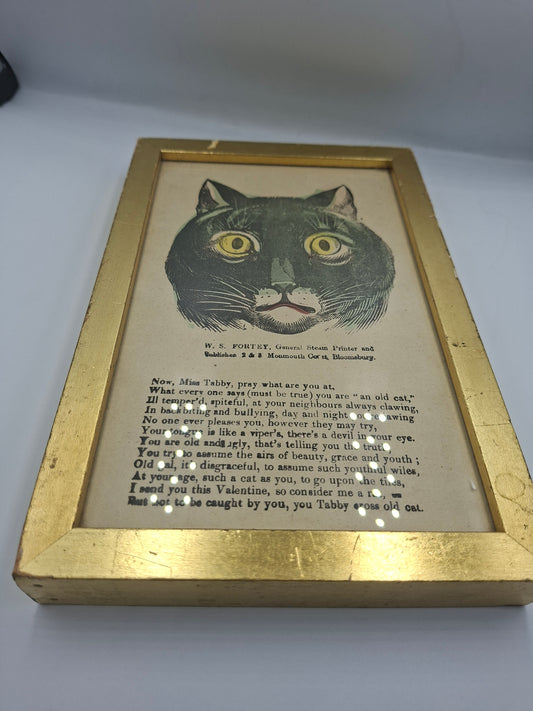 W. S. FORTEY, General Steam Printer and
Publisher 2 & 3 Monmouth Court, Bloomsbury.
Now, Miss Tabby, pray what are you at,
What every one says (must be true) you are "an old cat,"
Ill temper'd, spiteful, at your neighbours always clawing,
In backbiting and bullying, day and night
No one ever pleases you, however they may try,
Your tongue is like a viper's, there's a devil in your eye.
You are old and ugly, that's telling you the truth
You try to assume the airs of beauty, grace and youth;
Old gal, it's disgraceful, to assume such youthful wiles,
At your age, such a cat as you, to go upon the tiles,
I send you this Valentine, so consider me a
But not to be caught by you, you Tabby cross old cat.